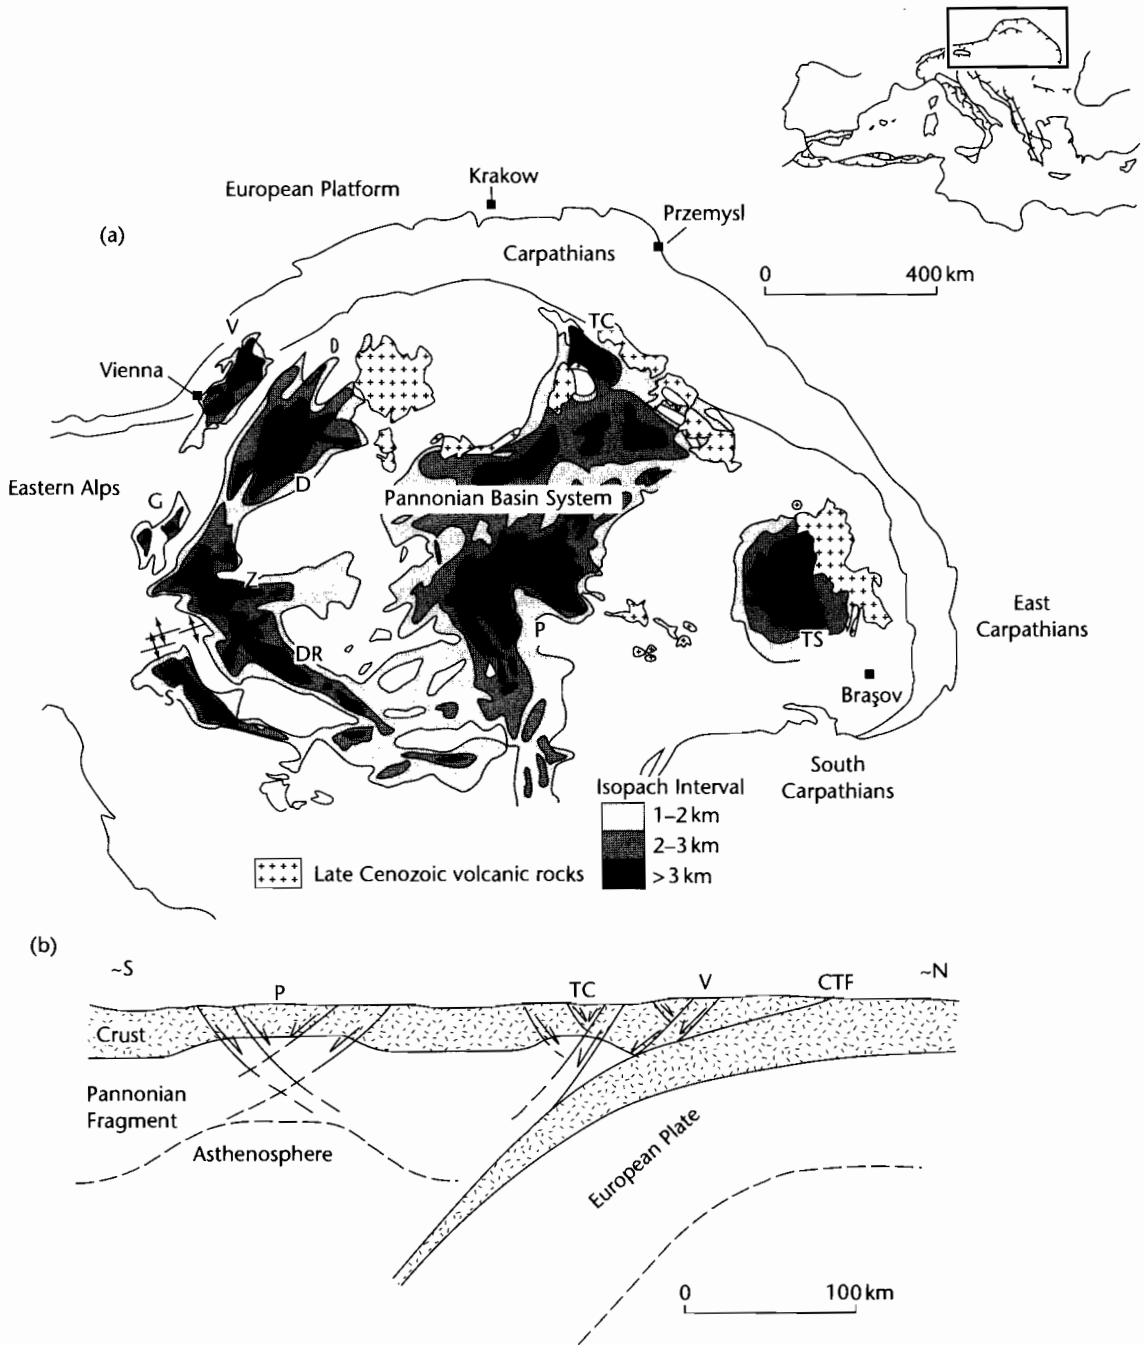 European Platform
Krakow
Przemysl
(a)
Carpathians
0 400 km
V
TC
Vienna
Eastern Alps
G
D
Pannonian Basin System
Z
P
DR
TS
East
Carpathians
S
Braşov
South
Carpathians
Isopach Interval
1–2 km
2–3 km
>3 km
Late Cenozoic volcanic rocks
(b)
~S
P
TC
V
CTF
~N
Crust
Pannonian
Fragment
Asthenosphere
European Plate
0 100 km